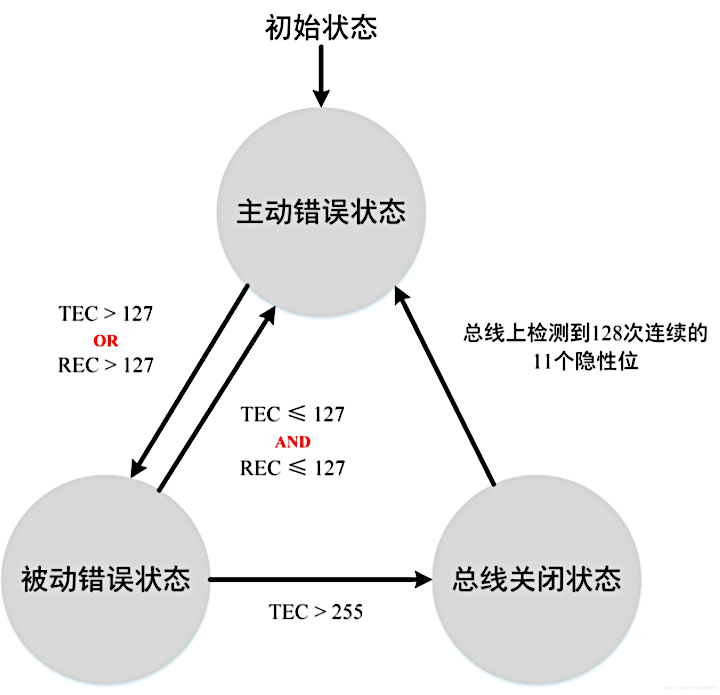 初始状态
主动错误状态
TEC > 127
OR
REC > 127
总线上检测到128次连续的
11个隐性位
TEC ≤ 127
AND
REC ≤ 127
被动错误状态
总线关闭状态
TEC > 255